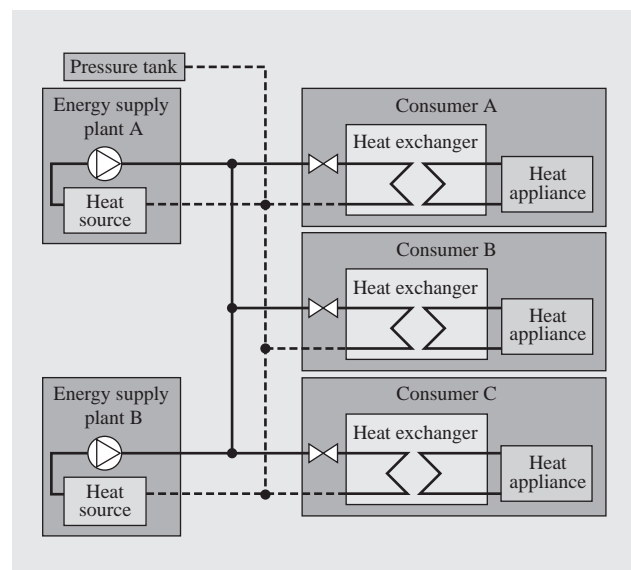 Pressure tank
Energy supply
plant A
Heat
source
Consumer A
Heat exchanger
Heat
appliance
Consumer B
Heat exchanger
Heat
appliance
Energy supply
plant B
Heat
source
Consumer C
Heat exchanger
Heat
appliance